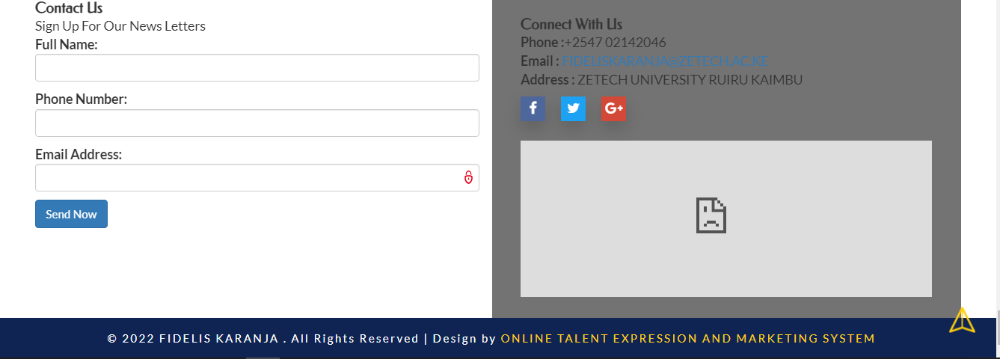 Contact Us
Sign Up For Our News Letters
Full Name:
Phone Number:
Email Address:
Send Now
Connect With Us
Phone :+2547 02142046
Email : FIDELISKARANJA@ZETECH.AC.KE
Address : ZETECH UNIVERSITY RUIRU KAIMBU
f
G+
© 2022 FIDELIS KARANJA . All Rights Reserved | Design by ONLINE TALENT EXPRESSION AND MARKETING SYSTEM